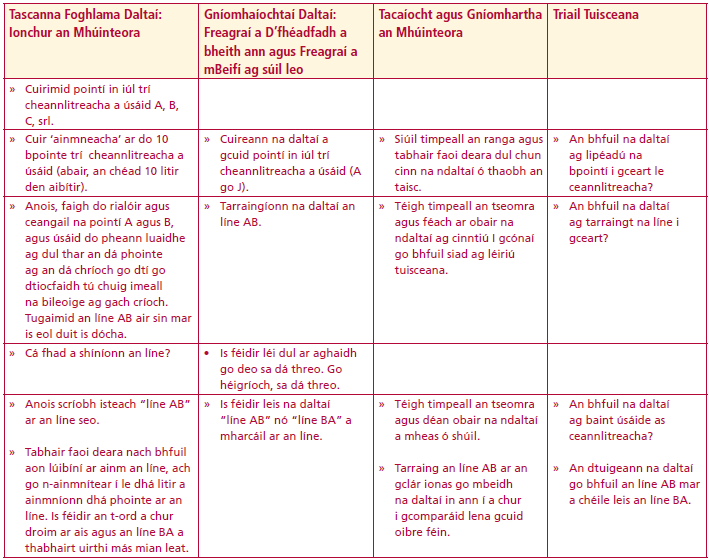 Tascanna Foghlama Daltaí:
Ionchur an Mhúinteora
Gníomhaíochtaí Daltaí:
Freagraí a D’fhéadfadh a
bheith ann agus Freagraí a
mBeifí ag súil leo
Tacaíocht agus Gníomhartha
an Mhúinteora
Triail Tuisceana
» Cuirimid pointí in iúl trí
cheannlitreacha a úsáid A, B,
C, srl.
» Cuir ‘ainmneacha’ ar do 10
bpointe trí cheannlitreacha a
úsáid (abair, an chéad 10 litir
den aibítir).
» Cuireann na daltaí a
gcuid pointí in iúl trí
cheannlitreacha a úsáid (A
go J).
» Siúil timpeall an ranga agus
tabhair faoi deara dul chun
cinn na ndaltaí ó thaobh an
taisc.
» An bhfuil na daltaí
ag lipéadú na
bpointí i gceart le
ceannlitreacha?
» Anois, faigh do rialóir agus
ceangail na pointí A agus B,
agus úsáid do pheann luaidhe
ag dul thar an dá phointe
ag an dá chríoch go dtí go
dtiocfaidh tú chuig imeall
na bileoige ag gach críoch.
Tugaimid an líne AB air sin mar
is eol duit is dócha.
» Tarraingíonn na daltaí an
líne AB.
» Téigh timpeall an tseomra
agus féach ar obair na
ndaltaí ag cinntiú I gcónaí
go bhfuil siad ag léiriú
tuisceana.
» An bhfuil na daltaí
ag tarraingt na líne i
gceart?
» Cá fhad a shíníonn an líne?
• Is féidir léi dul ar aghaidh
go deo sa dá threo. Go
héigríoch, sa dá threo.
» Anois scríobh isteach “líne AB”
ar an líne seo.
» Tabhair faoi deara nach bhfuil
aon lúibíní ar ainm an líne, ach
go n-ainmnítear í le dhá litir a
ainmníonn dhá phointe ar an
líne. Is féidir an t-ord a chur
droim ar ais agus an líne BA a
thabhairt uirthi más mian leat.
» Is féidir leis na daltaí
“líne AB” nó “líne BA” a
mharcáil ar an líne.
» Téigh timpeall an tseomra
agus déan obair na ndaltaí
a mheas ó shúil.
» Tarraing an líne AB ar an
gclár ionas go mbeidh
na daltaí in ann í a chur
i gcomparáid lena gcuid
oibre féin.
» An bhfuil na daltaí
ag baint úsáide as
ceannlitreacha?
» An dtuigeann na daltaí
go bhfuil an líne AB mar
a chéile leis an líne BA.